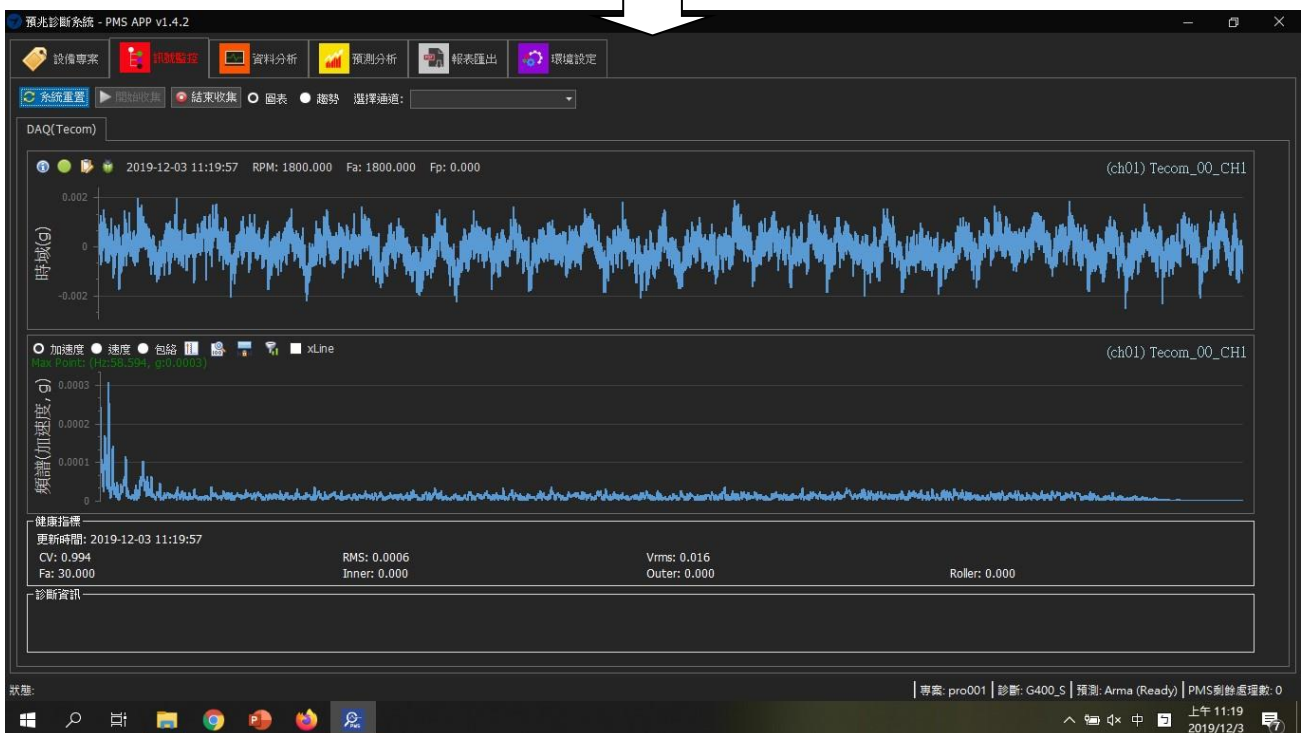 預兆診斷系統 - PMS APP v1.4.2
設備專案 訊號監控 資料分析 預測分析 報表匯出 環境設定
系統重置 開始收集 結束收集 圖表 趨勢 選擇通道:
DAQ(Tecom)
2019-12-03 11:19:57 RPM: 1800.000 Fa: 1800.000 Fp: 0.000 (ch01) Tecom_00_CH1
時域(g)
0.002
0
-0.002
加速度 速度 包絡 xLine (ch01) Tecom_00_CH1
Max Point: (Hz:58.594, g:0.0003)
頻譜(加速度, g)
0.0003
0.0002
0.0001
0
健康指標
更新時間: 2019-12-03 11:19:57
CV: 0.994 RMS: 0.0006 Vrms: 0.016
Fa: 30.000 Inner: 0.000 Outer: 0.000 Roller: 0.000
診斷資訊
狀態: 專案: pro001 診斷: G400_S 預測: Arma (Ready) PMS剩餘處理數: 0
中 上午 11:19
2019/12/3 7